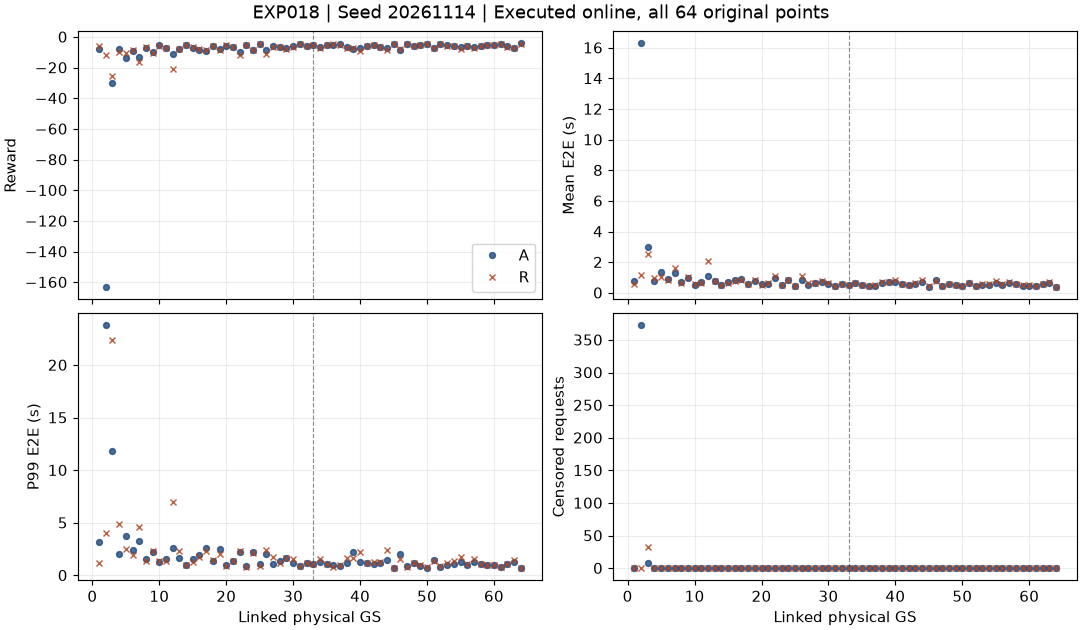 EXP018 | Seed 20261114 | Executed online, all 64 original points
Reward
0
−20
−40
−60
−80
−100
−120
−140
−160
A
R
Mean E2E (s)
16
14
12
10
8
6
4
2
0
P99 E2E (s)
20
15
10
5
0
0 10 20 30 40 50 60
Linked physical GS
Censored requests
350
300
250
200
150
100
50
0
0 10 20 30 40 50 60
Linked physical GS